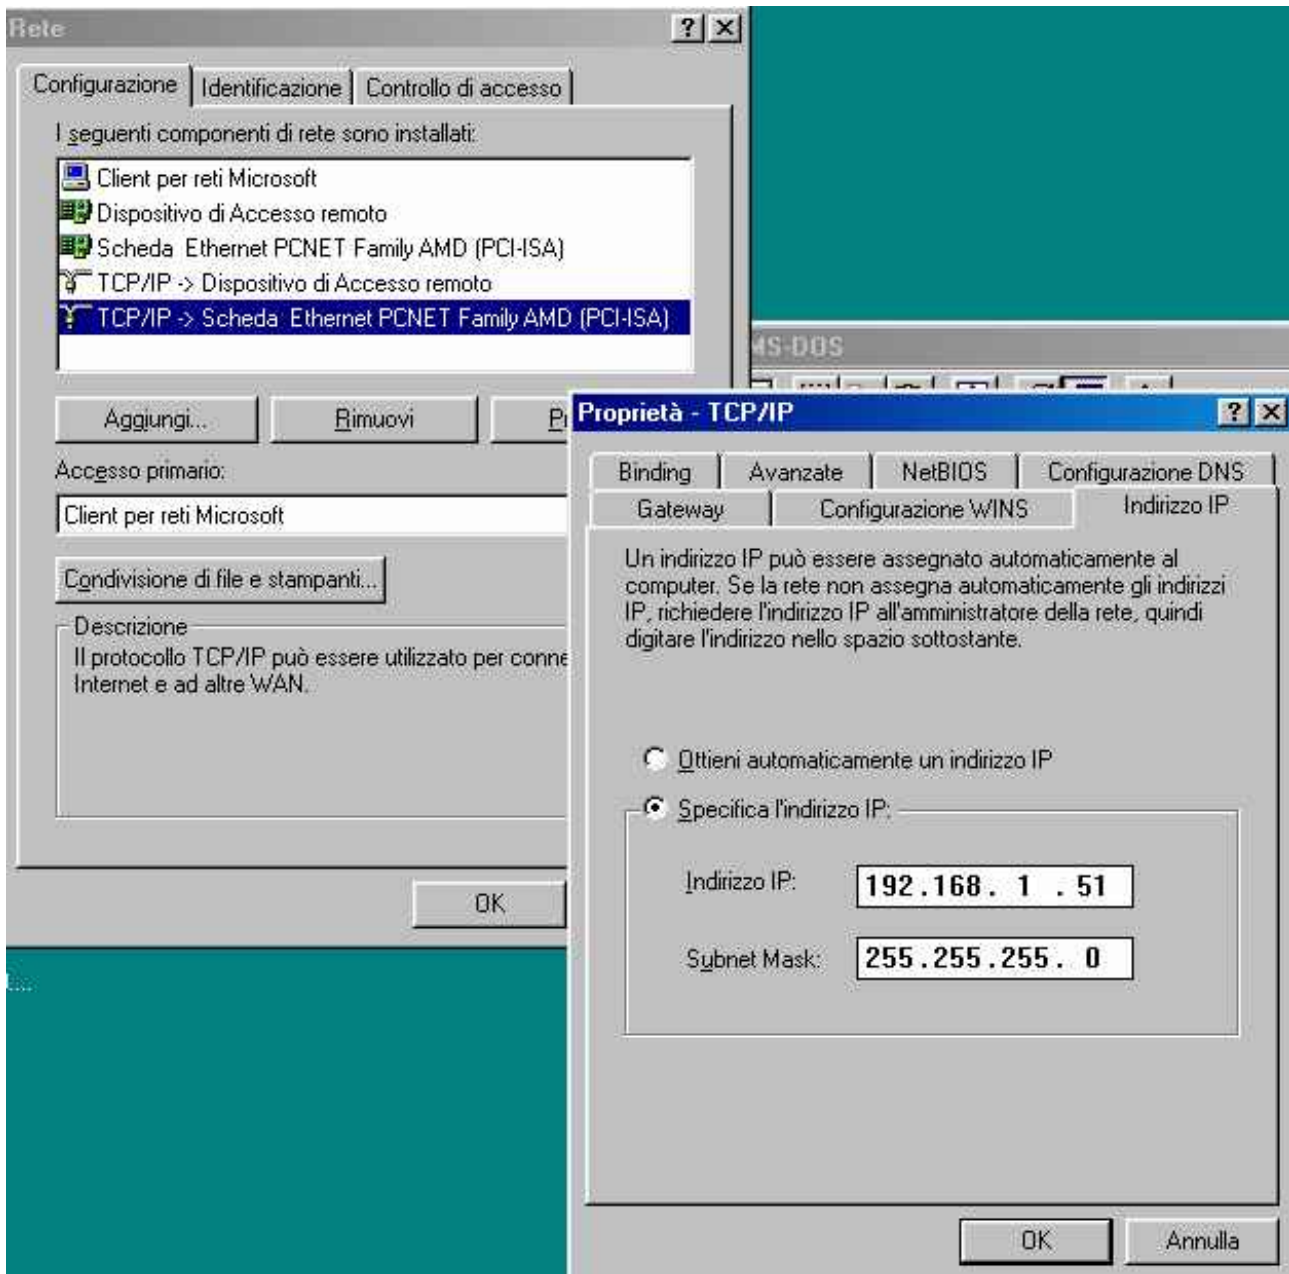 Rete
Configurazione
Identificazione
Controllo di accesso
I seguenti componenti di rete sono installati:
Client per reti Microsoft
Dispositivo di Accesso remoto
Scheda Ethernet PCNET Family AMD (PCI-ISA)
TCP/IP -> Dispositivo di Accesso remoto
TCP/IP -> Scheda Ethernet PCNET Family AMD (PCI-ISA)
Aggiungi...
Rimuovi
Accesso primario:
Client per reti Microsoft
Condivisione di file e stampanti...
Descrizione
Il protocollo TCP/IP può essere utilizzato per conne
Internet e ad altre WAN.
OK
MS-DOS
Proprietà - TCP/IP
Binding
Avanzate
NetBIOS
Configurazione DNS
Gateway
Configurazione WINS
Indirizzo IP
Un indirizzo IP può essere assegnato automaticamente al
computer. Se la rete non assegna automaticamente gli indirizzi
IP, richiedere l'indirizzo IP all'amministratore della rete, quindi
digitare l'indirizzo nello spazio sottostante.
Ottieni automaticamente un indirizzo IP
Specifica l'indirizzo IP:
Indirizzo IP:
192.168. 1 . 51
Subnet Mask:
255.255.255. 0
OK
Annulla